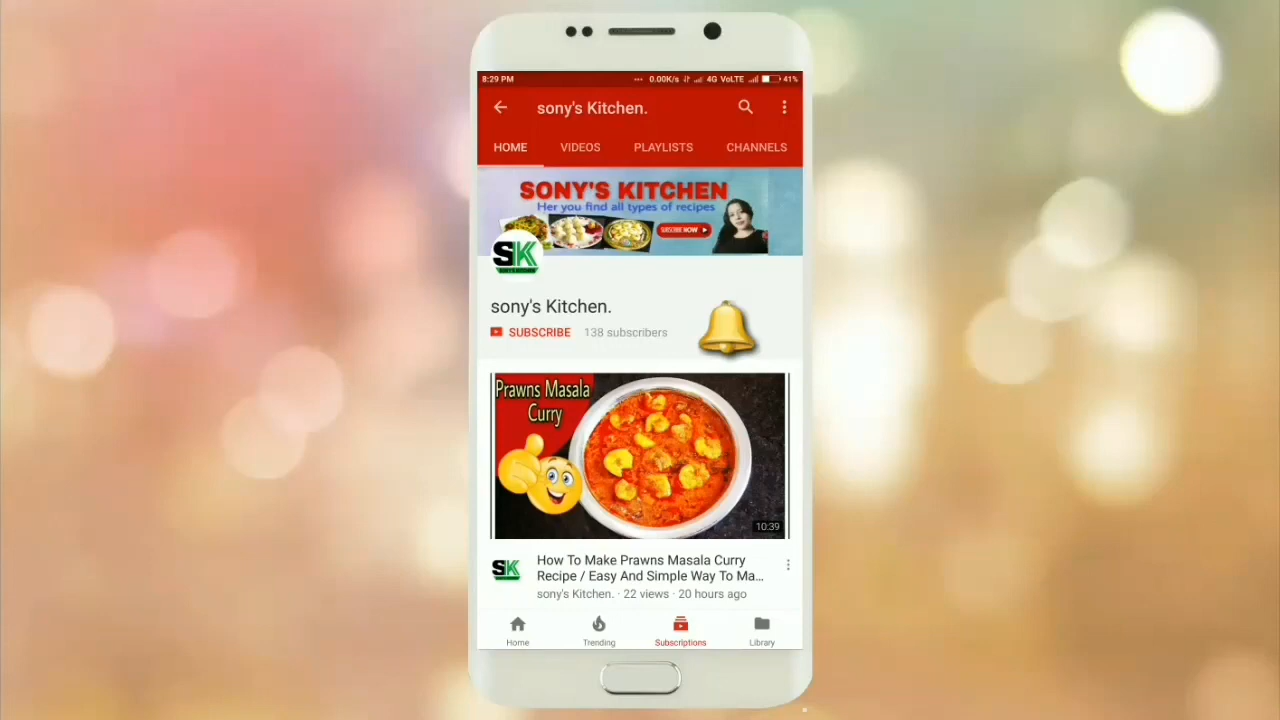 8:29 PM
0.00K/s 4G VoLTE 41%
sony's Kitchen.
HOME VIDEOS PLAYLISTS CHANNELS
SONY'S KITCHEN
Her you find all types of recipes
SUBSCRIBE NOW
SK
SONY'S KITCHEN
sony's Kitchen.
SUBSCRIBE 138 subscribers
Prawns Masala
Curry
10:39
SK
How To Make Prawns Masala Curry
Recipe / Easy And Simple Way To Ma...
sony's Kitchen. · 22 views · 20 hours ago
Home Trending Subscriptions Library